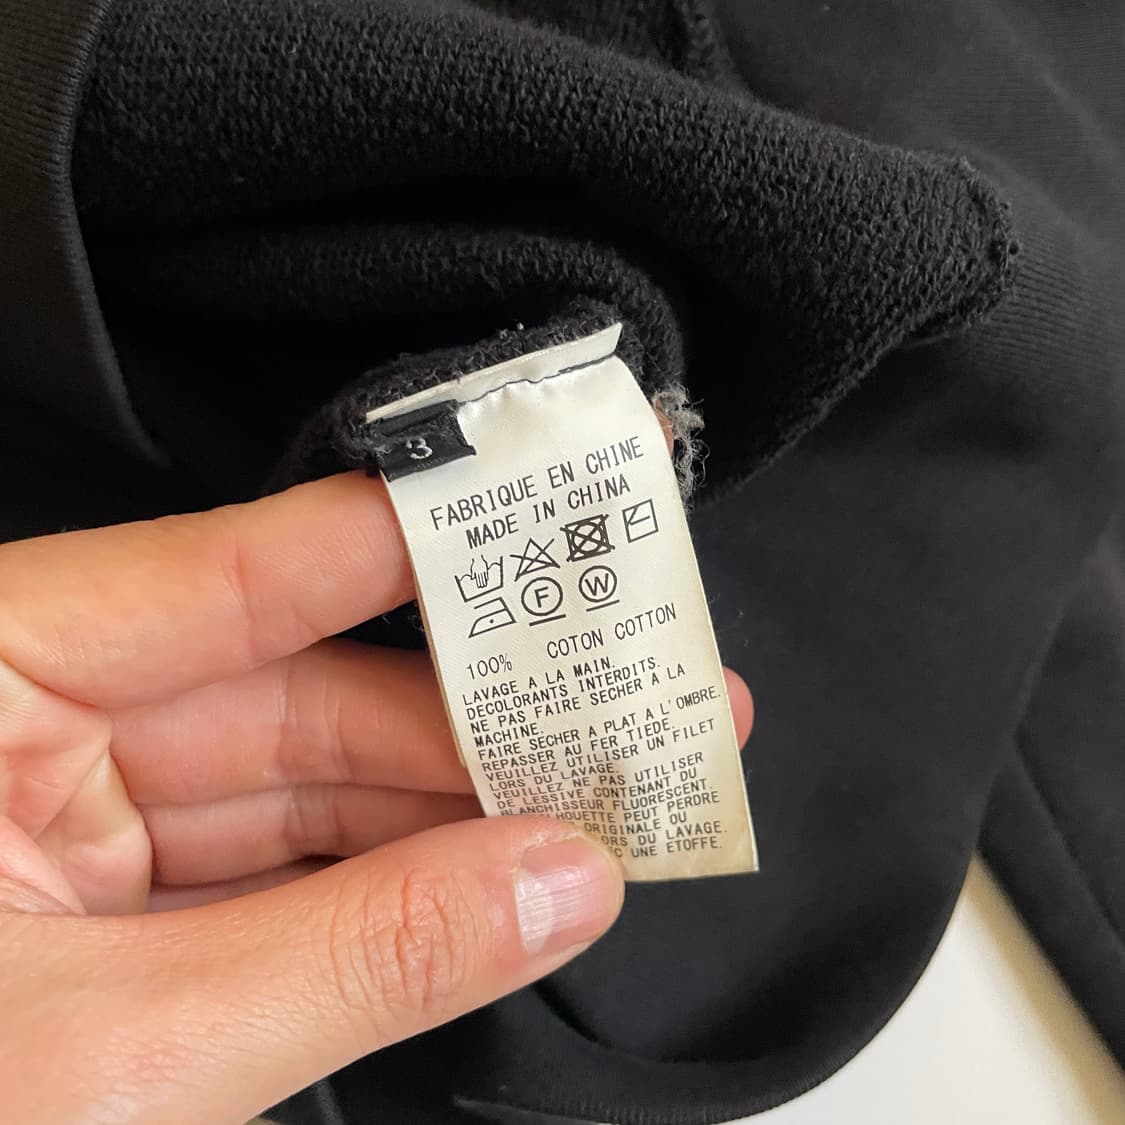 3
FABRIQUE EN CHINE
MADE IN CHINA
F W
100% COTON COTTON
LAVAGE A LA MAIN.
DECOLORANTS INTERDITS.
NE PAS FAIRE SECHER A LA
MACHINE.
FAIRE SECHER A PLAT A L'OMBRE.
REPASSER AU FER TIEDE.
VEUILLEZ UTILISER UN FILET
LORS DU LAVAGE.
VEUILLEZ NE PAS UTILISER
DE LESSIVE CONTENANT DU
BLANCHISSEUR FLUORESCENT.
PEUT PERDRE
ORIGINALE OU
DU LAVAGE.
UNE ETOFFE.